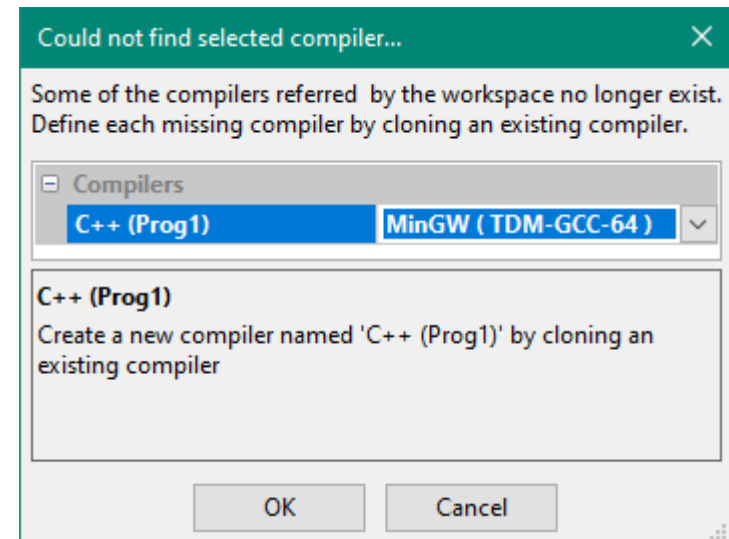 Could not find selected compiler...
Some of the compilers referred  by the workspace no longer exist.
Define each missing compiler by cloning an existing compiler.
Compilers
C++ (Prog1) MinGW ( TDM-GCC-64 )
C++ (Prog1)
Create a new compiler named 'C++ (Prog1)' by cloning an
existing compiler
OK Cancel